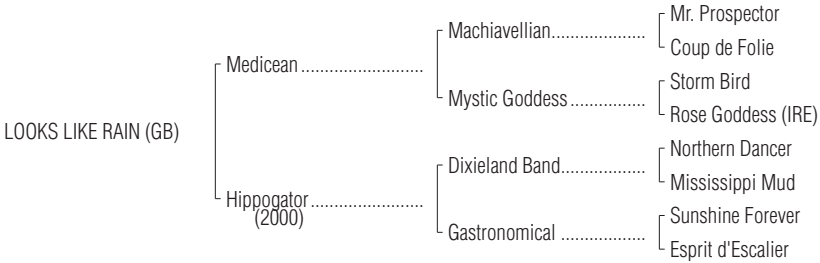 Mr. Prospector
Machiavellian....................
Coup de Folie
Medicean..........................
Storm Bird
Mystic Goddess................
Rose Goddess (IRE)
LOOKS LIKE RAIN (GB)
Northern Dancer
Dixieland Band..................
Mississippi Mud
Hippogator........................
(2000)
Sunshine Forever
Gastronomical..................
Esprit d'Escalier